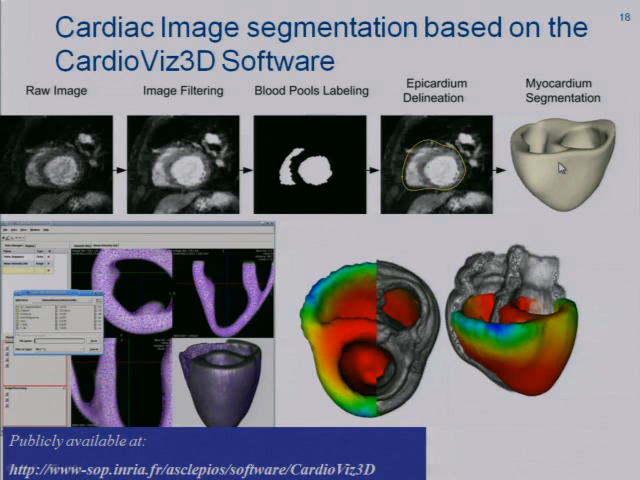 18
Cardiac Image segmentation based on the
CardioViz3D Software
Raw Image
Image Filtering
Blood Pools Labeling
Epicardium
Delineation
Myocardium
Segmentation
Publicly available at:
http://www-sop.inria.fr/asclepios/software/CardioViz3D